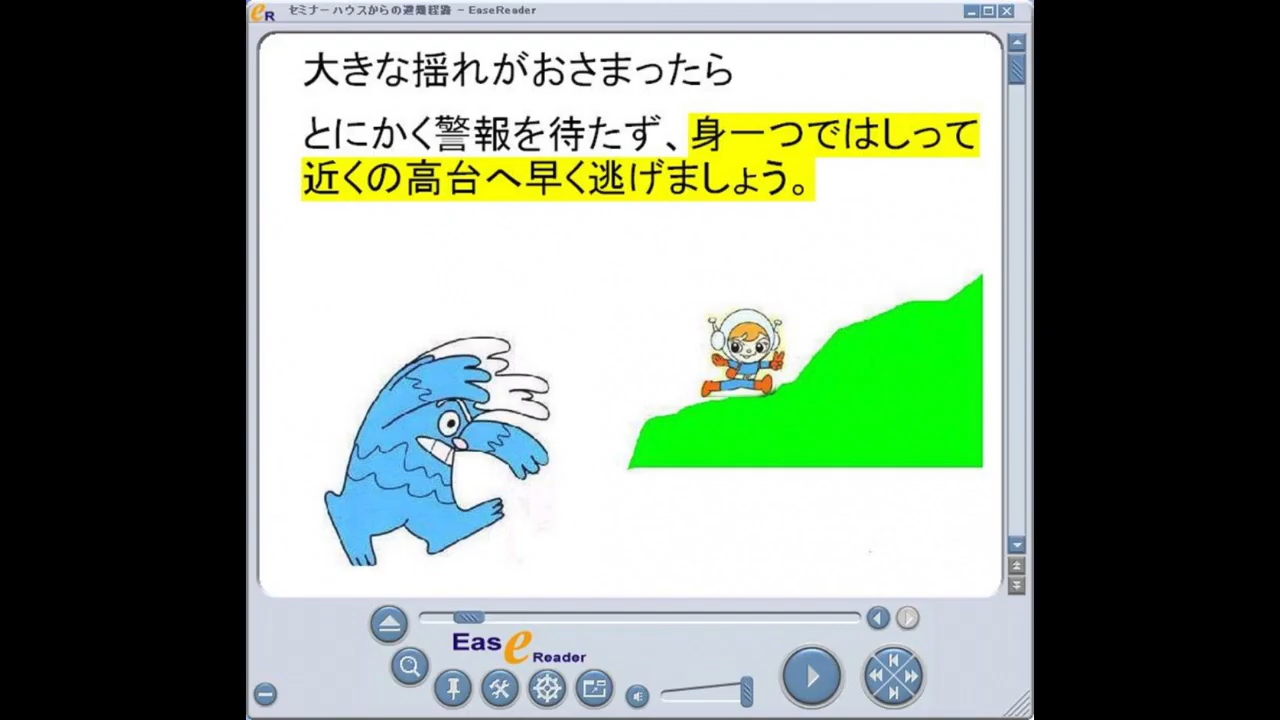 セミナーハウスからの避難経路 - EaseReader
大きな揺れがおさまったら
とにかく警報を待たず、身一つではしって
近くの高台へ早く逃げましょう。
EaseReader